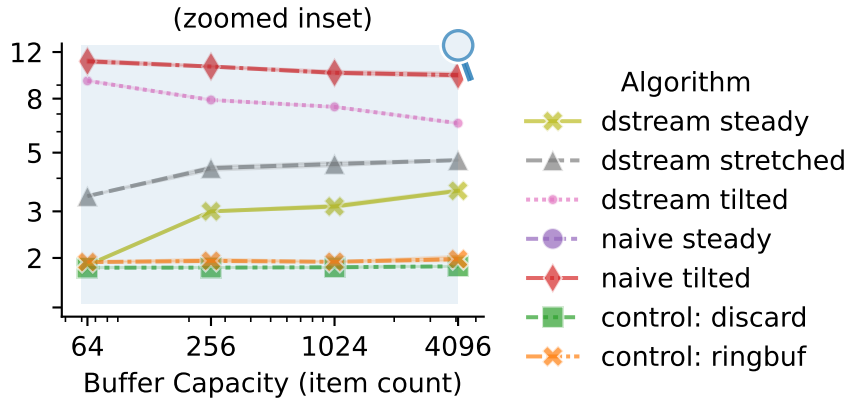 (zoomed inset)
12
8
5
3
2
64 256 1024 4096
Buffer Capacity (item count)
Algorithm
dstream steady
dstream stretched
dstream tilted
naive steady
naive tilted
control: discard
control: ringbuf